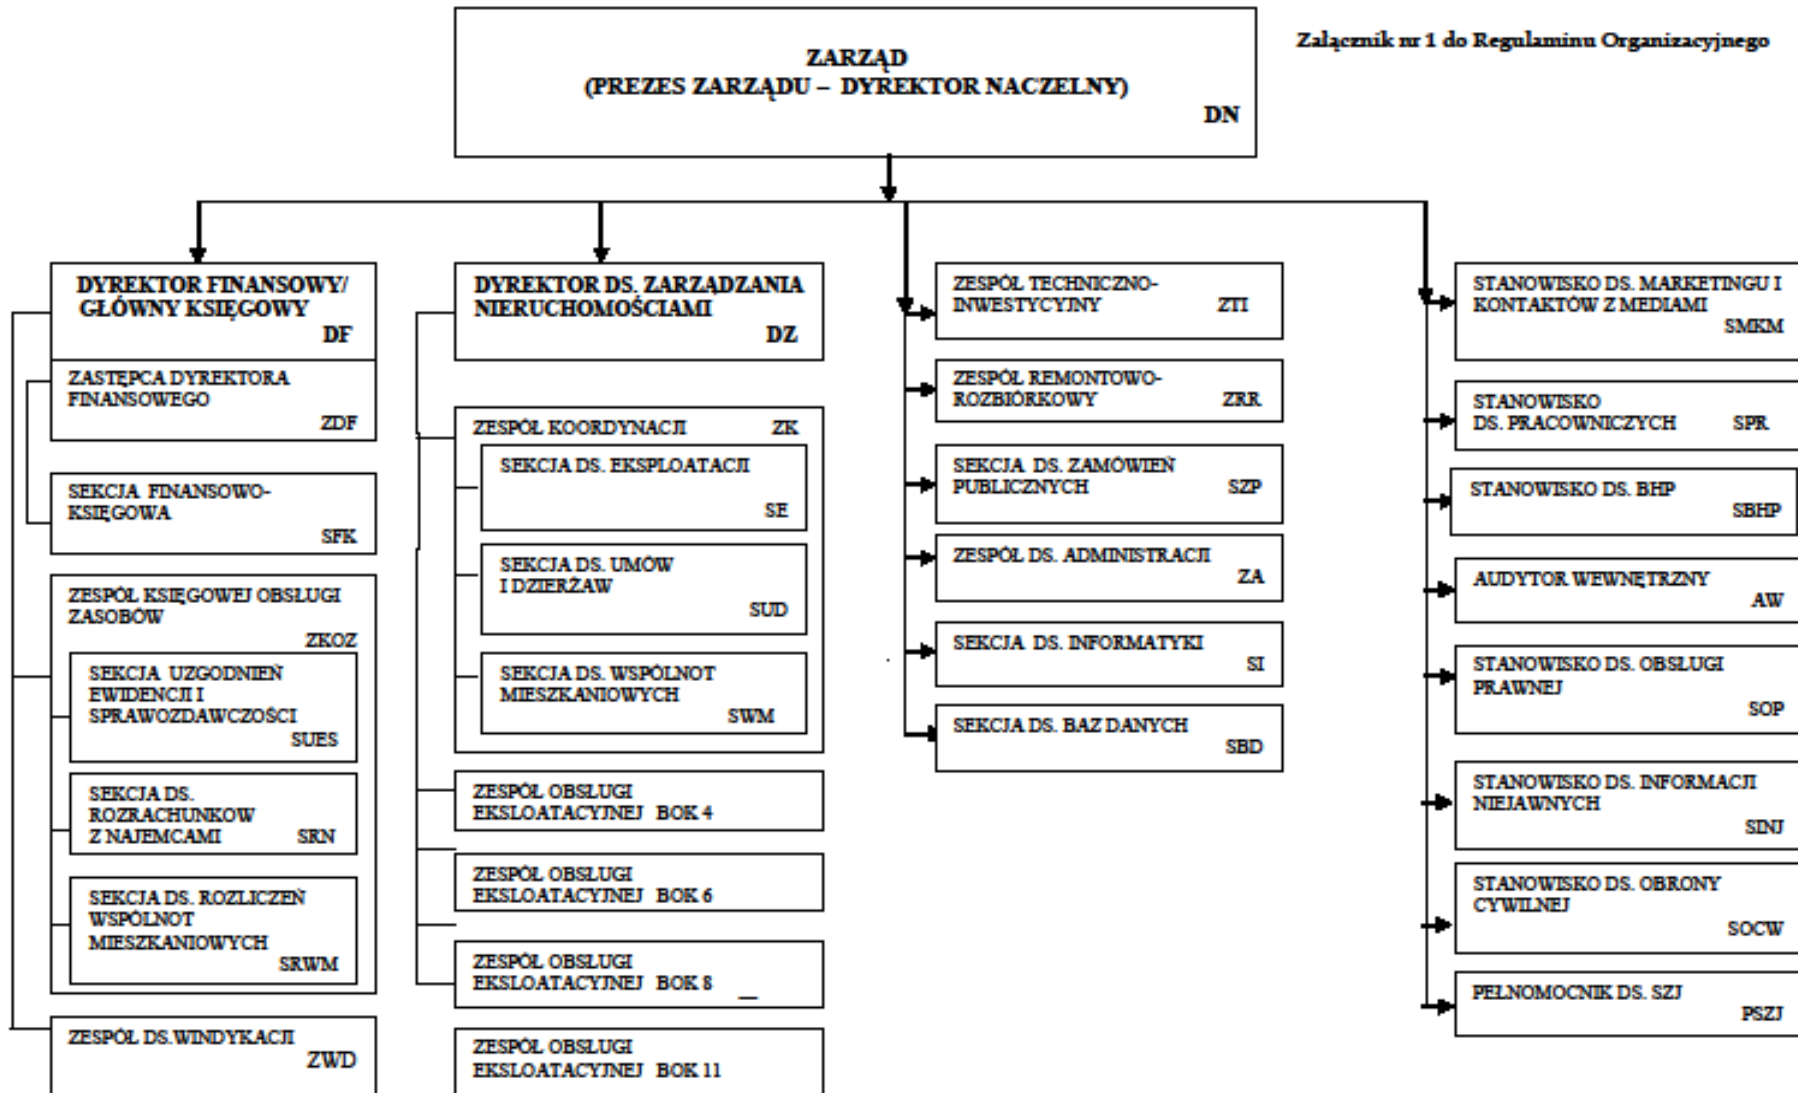 Załącznik nr 1 do Regulaminu Organizacyjnego
ZARZĄD
(PREZES ZARZĄDU – DYREKTOR NACZELNY)
DN
DYREKTOR FINANSOWY/
GŁÓWNY KSIĘGOWY
DF
ZASTĘPCA DYREKTORA
FINANSOWEGO
ZDF
SEKCJA FINANSOWO-
KSIĘGOWA
SFK
ZESPÓŁ KSIĘGOWEJ OBSŁUGI
ZASOBÓW
ZKOZ
SEKCJA UZGODNIEŃ
EWIDENCJI I
SPRAWOZDAWCZOŚCI
SUES
SEKCJA DS.
ROZRACHUNKOW
Z NAJEMCAMI SRN
SEKCJA DS. ROZLICZEŃ
WSPÓLNOT
MIESZKANIOWYCH
SRWM
ZESPÓŁ DS.WINDYKACJI
ZWD
DYREKTOR DS. ZARZĄDZANIA
NIERUCHOMOŚCIAMI
DZ
ZESPÓŁ KOORDYNACJI ZK
SEKCJA DS. EKSPLOATACJI
SE
SEKCJA DS. UMÓW
I DZIERŻAW
SUD
SEKCJA DS. WSPÓLNOT
MIESZKANIOWYCH
SWM
ZESPÓŁ OBSŁUGI
EKSLOATACYJNEJ BOK 4
ZESPÓŁ OBSŁUGI
EKSLOATACYJNEJ BOK 6
ZESPÓŁ OBSŁUGI
EKSLOATACYJNEJ BOK 8
ZESPÓŁ OBSŁUGI
EKSLOATACYJNEJ BOK 11
ZESPÓŁ TECHNICZNO-
INWESTYCYJNY ZTI
ZESPÓŁ REMONTOWO-
ROZBIÓRKOWY ZRR
SEKCJA DS. ZAMÓWIEŃ
PUBLICZNYCH SZP
ZESPÓŁ DS. ADMINISTRACJI
ZA
SEKCJA DS. INFORMATYKI
SI
SEKCJA DS. BAZ DANYCH
SBD
STANOWISKO DS. MARKETINGU I
KONTAKTÓW Z MEDIAMI
SMKM
STANOWISKO
DS. PRACOWNICZYCH SPR
STANOWISKO DS. BHP
SBHP
AUDYTOR WEWNĘTRZNY
AW
STANOWISKO DS. OBSŁUGI
PRAWNEJ
SOP
STANOWISKO DS. INFORMACJI
NIEJAWNYCH
SINJ
STANOWISKO DS. OBRONY
CYWILNEJ
SOCW
PEŁNOMOCNIK DS. SZJ
PSZJ